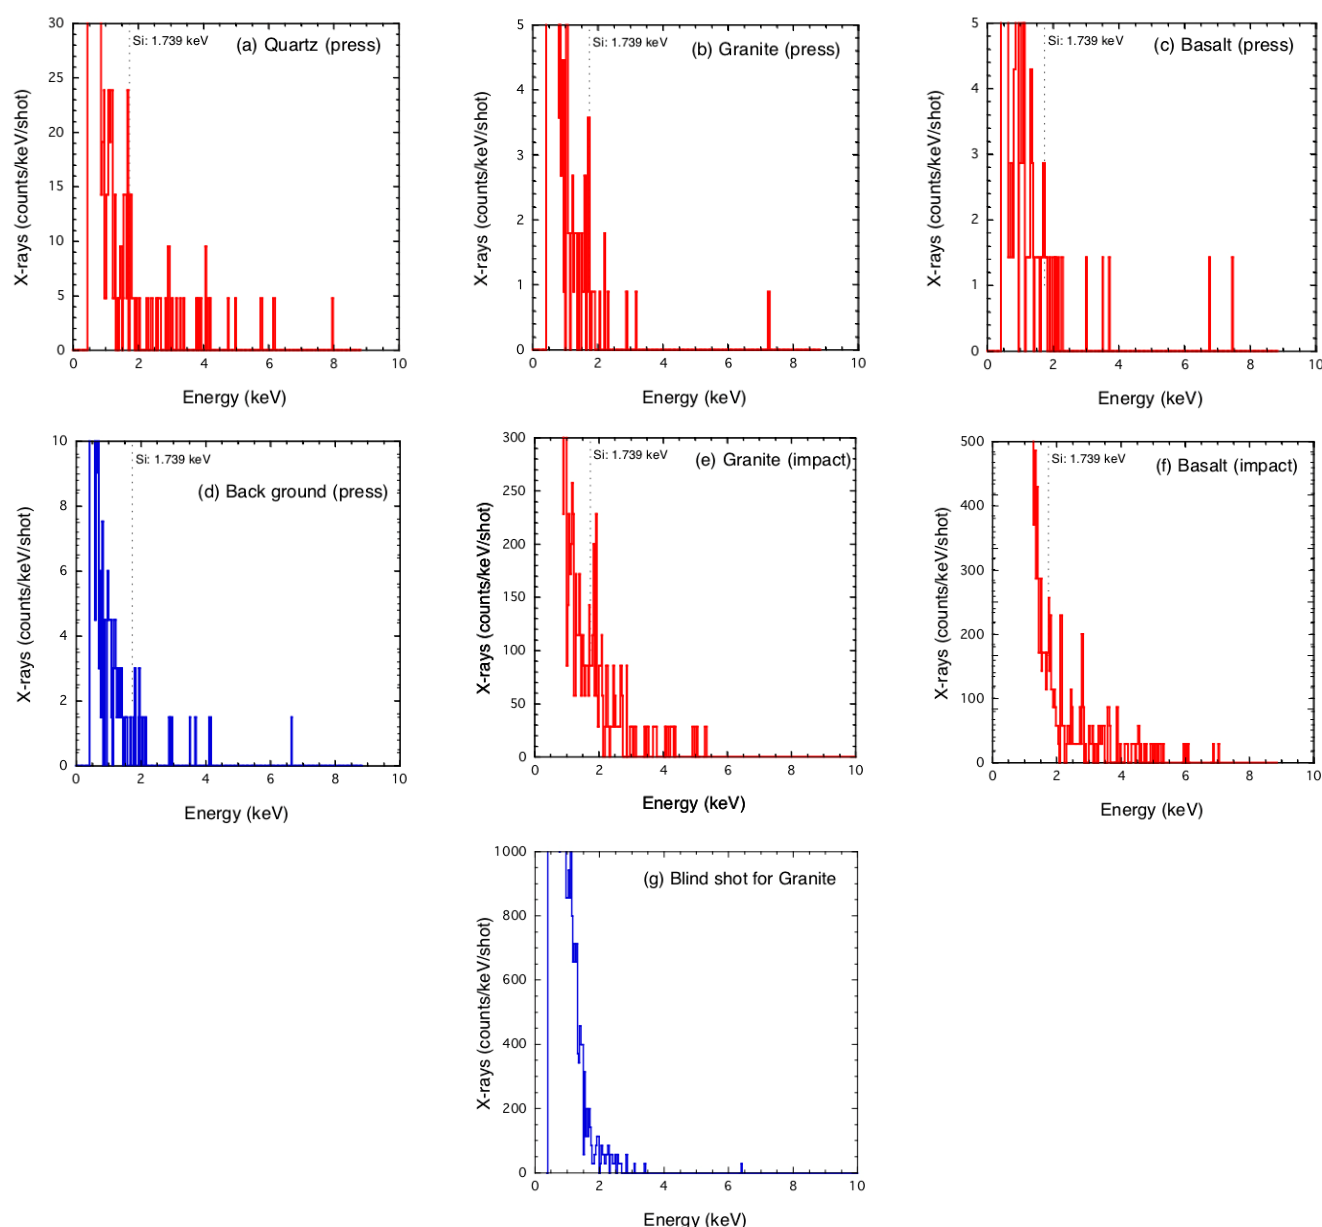 30
25
20
15
10
5
0
0 2 4 6 8 10
X-rays (counts/keV/shot)
Energy (keV)
Si: 1.739 keV
(a) Quartz (press)
5
4
3
2
1
0
0 2 4 6 8 10
X-rays (counts/keV/shot)
Energy (keV)
Si: 1.739 keV
(b) Granite (press)
5
4
3
2
1
0
0 2 4 6 8 10
X-rays (counts/keV/shot)
Energy (keV)
Si: 1.739 keV
(c) Basalt (press)
10
8
6
4
2
0
0 2 4 6 8 10
X-rays (counts/keV/shot)
Energy (keV)
Si: 1.739 keV
(d) Back ground (press)
300
250
200
150
100
50
0
0 2 4 6 8 10
X-rays (counts/keV/shot)
Energy (keV)
Si: 1.739 keV
(e) Granite (impact)
500
400
300
200
100
0
0 2 4 6 8 10
X-rays (counts/keV/shot)
Energy (keV)
Si: 1.739 keV
(f) Basalt (impact)
1000
800
600
400
200
0
0 2 4 6 8 10
X-rays (counts/keV/shot)
Energy (keV)
(g) Blind shot for Granite